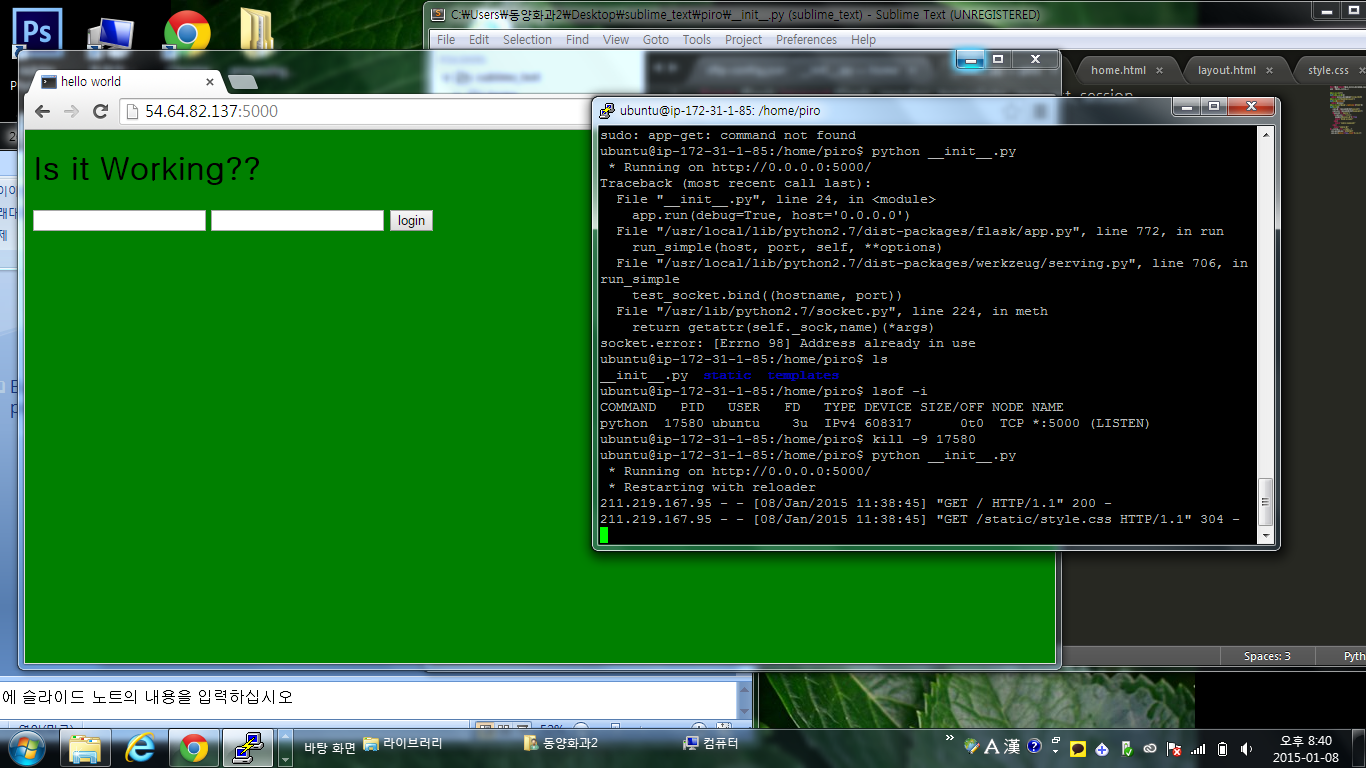 Ps
C:\Users\동양화과2\Desktop\sublime_text\piro\__init__.py (sublime_text) - Sublime Text (UNREGISTERED)
File Edit Selection Find View Goto Tools Project Preferences Help
home.html × layout.html × style.css ×
hello world ×
54.64.82.137:5000
Is it Working??
login
ubuntu@ip-172-31-1-85: /home/piro
sudo: app-get: command not found
ubuntu@ip-172-31-1-85:/home/piro$ python __init__.py
* Running on http://0.0.0.0:5000/
Traceback (most recent call last):
File "__init__.py", line 24, in <module>
app.run(debug=True, host='0.0.0.0')
File "/usr/local/lib/python2.7/dist-packages/flask/app.py", line 772, in run
run_simple(host, port, self, **options)
File "/usr/local/lib/python2.7/dist-packages/werkzeug/serving.py", line 706, in
run_simple
test_socket.bind((hostname, port))
File "/usr/lib/python2.7/socket.py", line 224, in meth
return getattr(self._sock,name)(*args)
socket.error: [Errno 98] Address already in use
ubuntu@ip-172-31-1-85:/home/piro$ ls
__init__.py static templates
ubuntu@ip-172-31-1-85:/home/piro$ lsof -i
COMMAND PID USER FD TYPE DEVICE SIZE/OFF NODE NAME
python 17580 ubuntu 3u IPv4 608317 0t0 TCP *:5000 (LISTEN)
ubuntu@ip-172-31-1-85:/home/piro$ kill -9 17580
ubuntu@ip-172-31-1-85:/home/piro$ python __init__.py
* Running on http://0.0.0.0:5000/
* Restarting with reloader
211.219.167.95 - - [08/Jan/2015 11:38:45] "GET / HTTP/1.1" 200 -
211.219.167.95 - - [08/Jan/2015 11:38:45] "GET /static/style.css HTTP/1.1" 304 -
Spaces: 3 Pyth
에 슬라이드 노트의 내용을 입력하십시오
바탕 화면 라이브러리 동양화과2 컴퓨터
A 漢
오후 8:40
2015-01-08